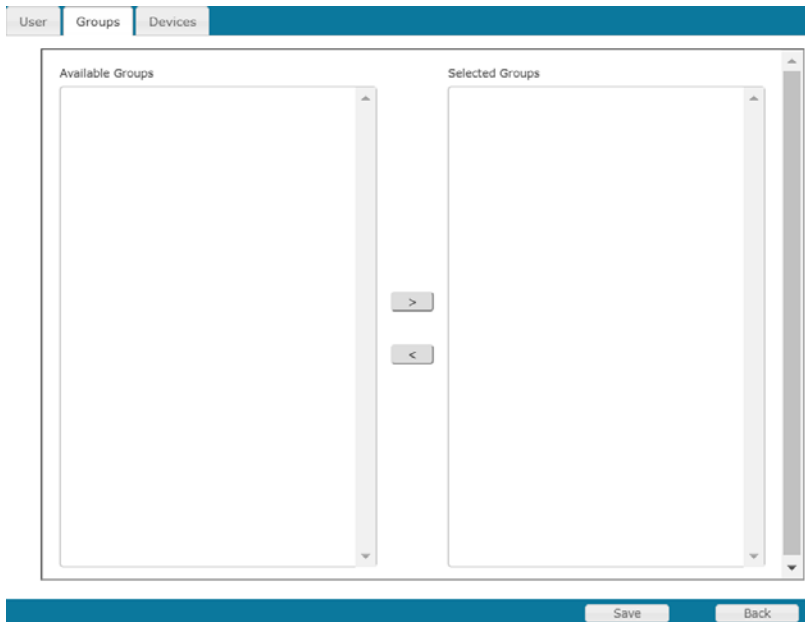 User Groups Devices
Available Groups Selected Groups
>
<
Save Back